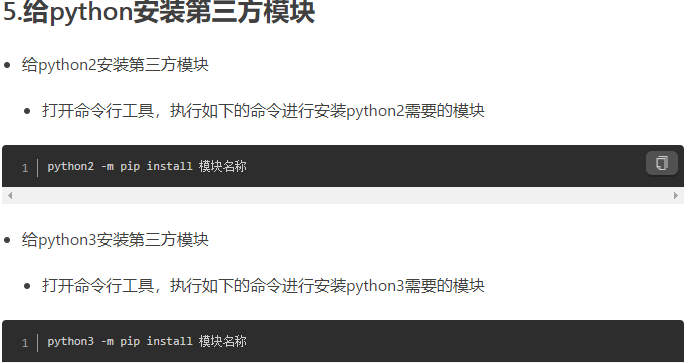 5.给python安装第三方模块
给python2安装第三方模块
打开命令行工具，执行如下的命令进行安装python2需要的模块
1 python2 -m pip install 模块名称
给python3安装第三方模块
打开命令行工具，执行如下的命令进行安装python3需要的模块
1 python3 -m pip install 模块名称